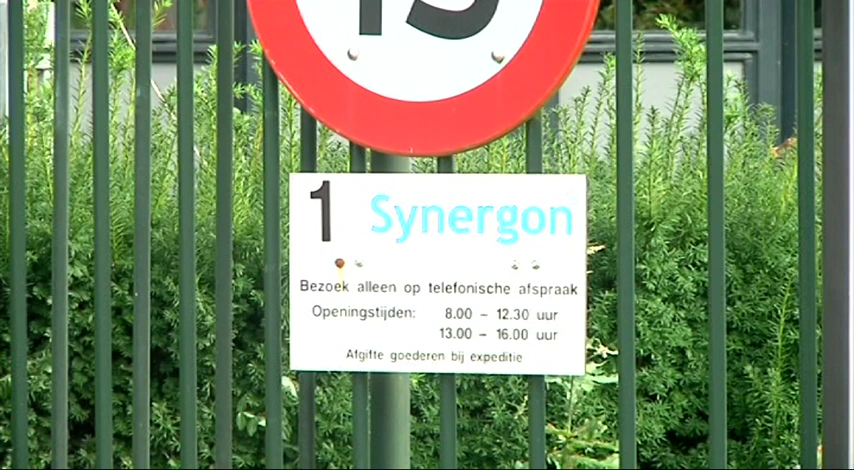 1 Synergon
Bezoek alleen op telefonische afspraak
Openingstijden: 8.00 - 12.30 uur
13.00 - 16.00 uur
Afgifte goederen bij expeditie